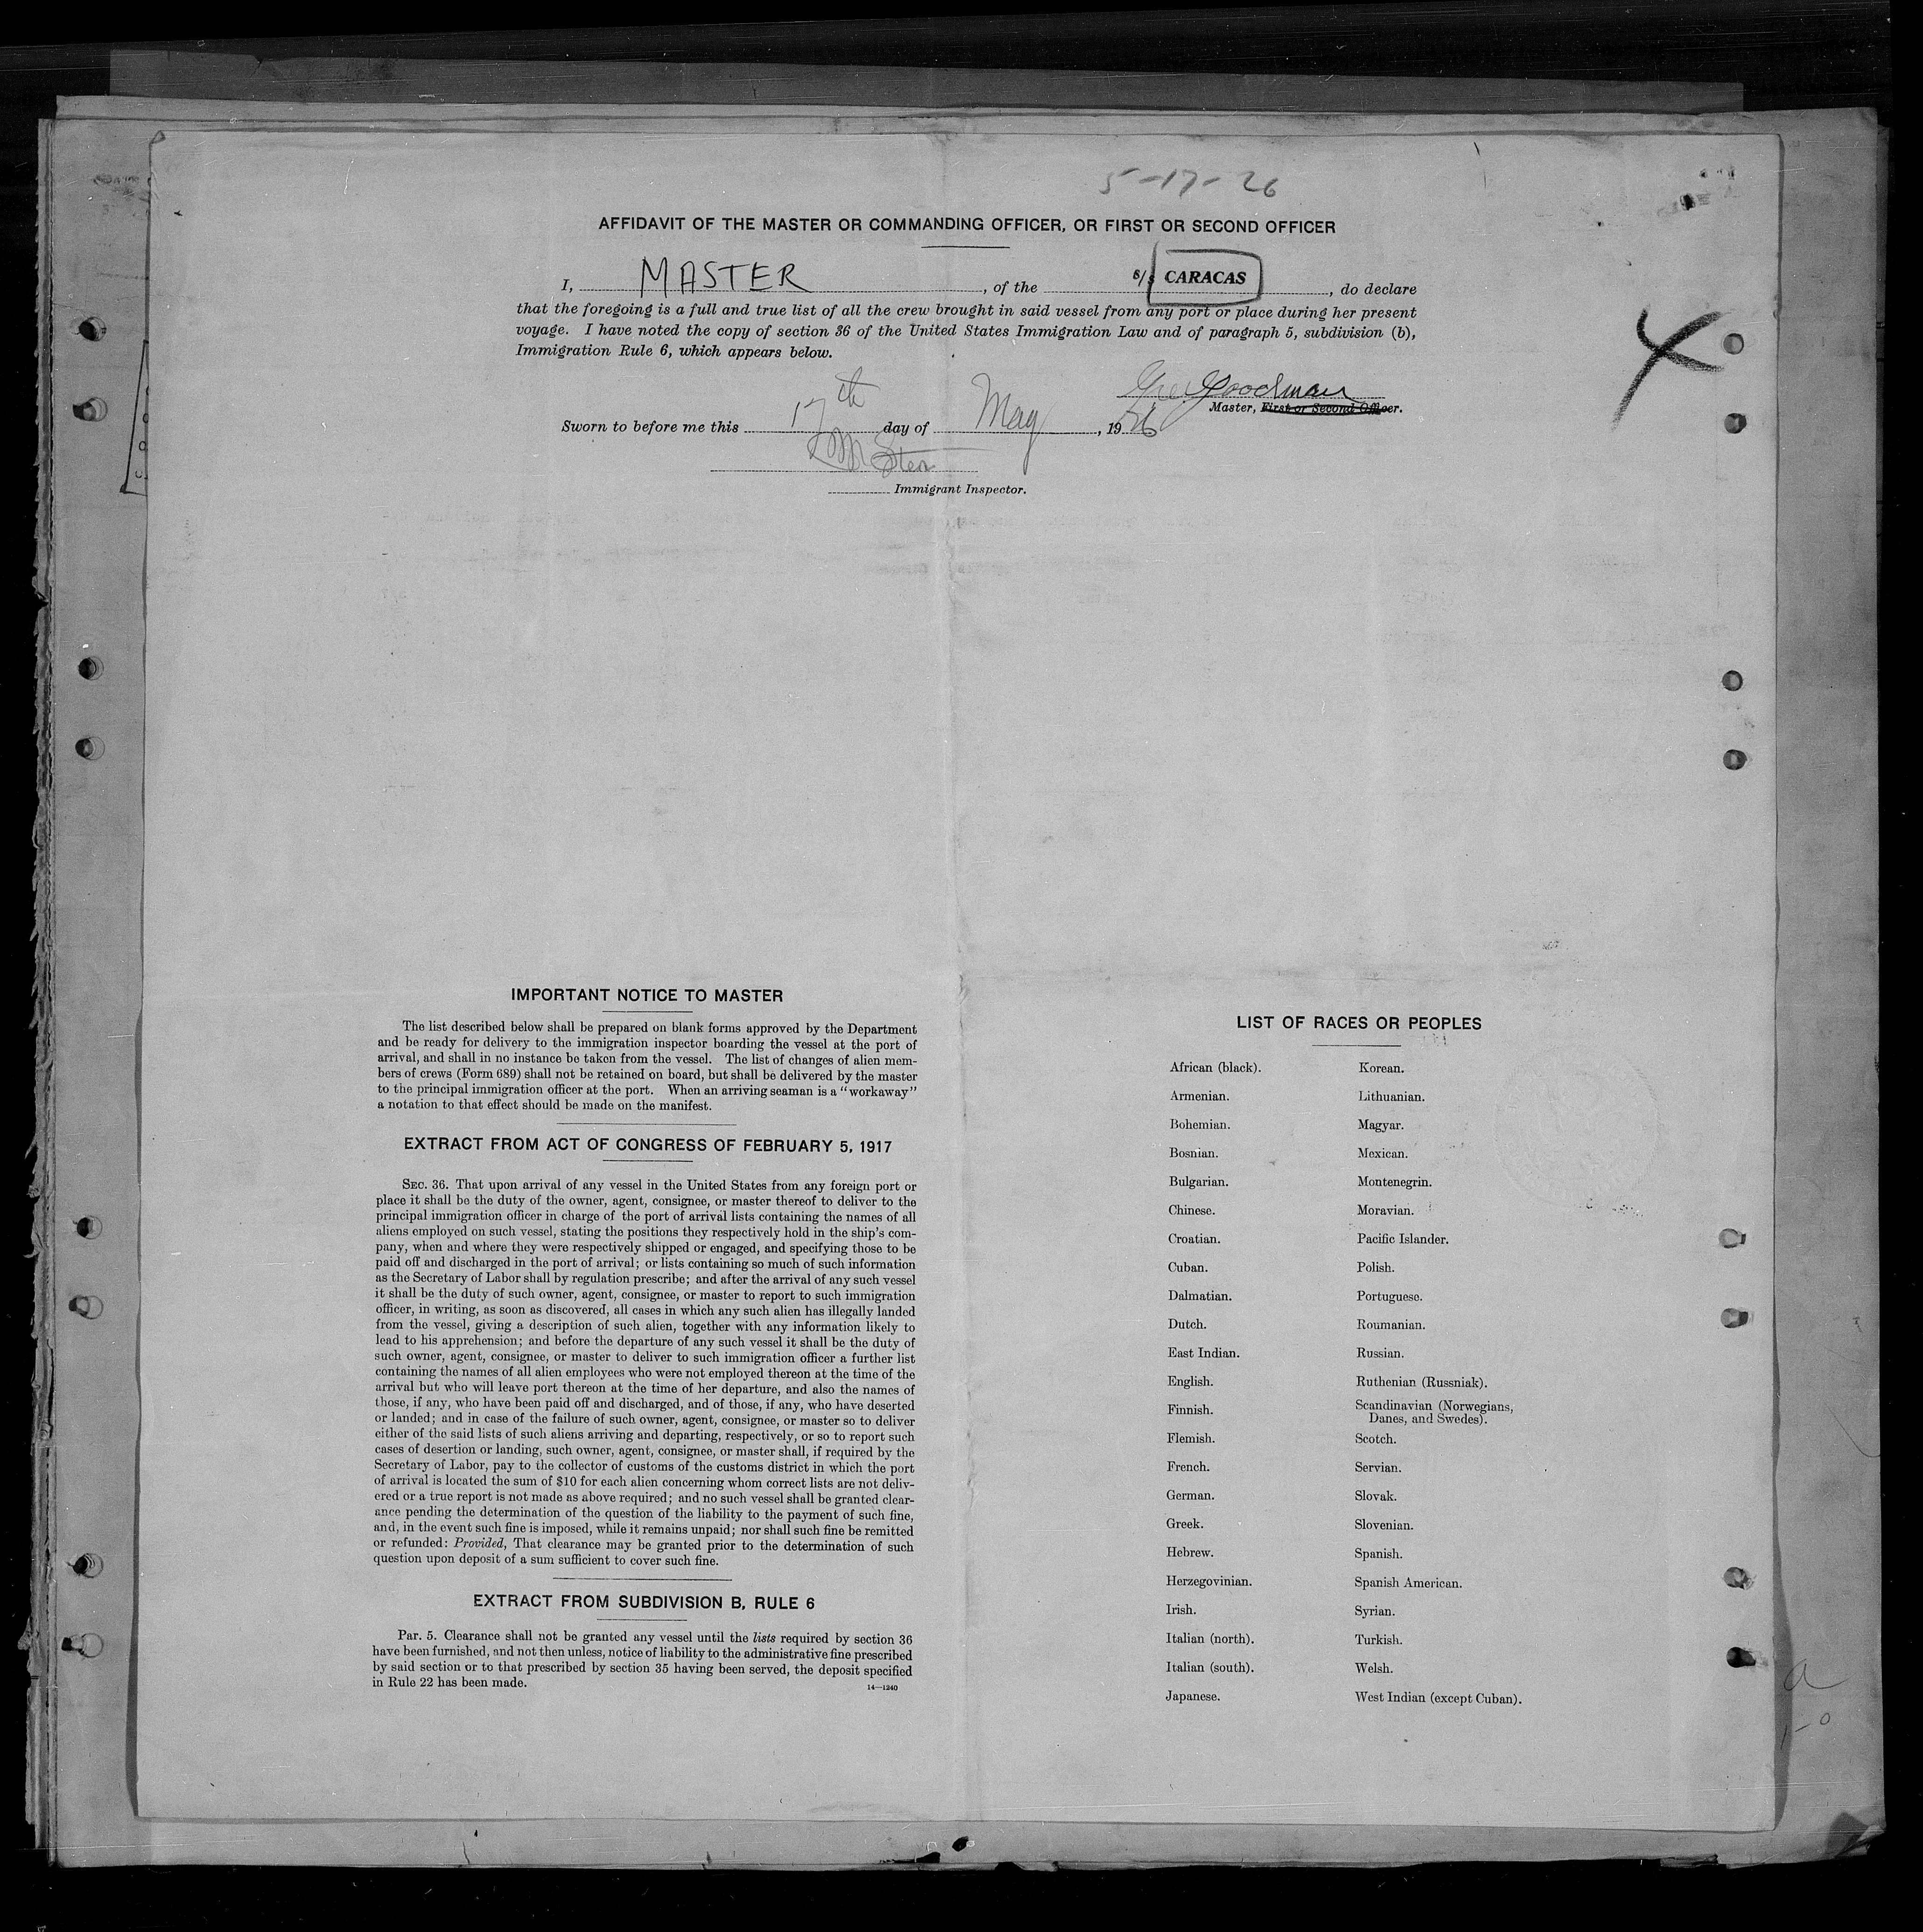 5-17-26
AFFIDAVIT OF THE MASTER OR COMMANDING OFFICER, OR FIRST OR SECOND OFFICER
I, MASTER, of the S/S CARACAS, do declare
that the foregoing is a full and true list of all the crew brought in said vessel from any port or place during her present
voyage. I have noted the copy of section 36 of the United States Immigration Law and of paragraph 5, subdivision (b),
Immigration Rule 6, which appears below.
Goodman
Master, First or Second Officer.
Sworn to before me this 17th day of May, 1926
Immigrant Inspector.
IMPORTANT NOTICE TO MASTER
The list described below shall be prepared on blank forms approved by the Department
and be ready for delivery to the immigration inspector boarding the vessel at the port of
arrival, and shall in no instance be taken from the vessel. The list of changes of alien mem-
bers of crews (Form 689) shall not be retained on board, but shall be delivered by the master
to the principal immigration officer at the port. When an arriving seaman is a "workaway"
a notation to that effect should be made on the manifest.
EXTRACT FROM ACT OF CONGRESS OF FEBRUARY 5, 1917
SEC. 36. That upon arrival of any vessel in the United States from any foreign port or
place it shall be the duty of the owner, agent, consignee, or master thereof to deliver to the
principal immigration officer in charge of the port of arrival lists containing the names of all
aliens employed on such vessel, stating the positions they respectively hold in the ship's com-
pany, when and where they were respectively shipped or engaged, and specifying those to be
paid off and discharged in the port of arrival; or lists containing so much of such information
as the Secretary of Labor shall by regulation prescribe; and after the arrival of any such vessel
it shall be the duty of such owner, agent, consignee, or master to report to such immigration
officer, in writing, as soon as discovered, all cases in which any such alien has illegally landed
from the vessel, giving a description of such alien, together with any information likely to
lead to his apprehension; and before the departure of any such vessel it shall be the duty of
such owner, agent, consignee, or master to deliver to such immigration officer a further list
containing the names of all alien employees who were not employed thereon at the time of the
arrival but who will leave port thereon at the time of her departure, and also the names of
those, if any, who have been paid off and discharged, and of those, if any, who have deserted
or landed; and in case of the failure of such owner, agent, consignee, or master so to deliver
either of the said lists of such aliens arriving and departing, respectively, or so to report such
cases of desertion or landing, such owner, agent, consignee, or master shall, if required by the
Secretary of Labor, pay to the collector of customs of the customs district in which the port
of arrival is located the sum of $10 for each alien concerning whom correct lists are not deliv-
ered or a true report is not made as above required; and no such vessel shall be granted clear-
ance pending the determination of the question of the liability to the payment of such fine,
and, in the event such fine is imposed, while it remains unpaid; nor shall such fine be remitted
or refunded: Provided, That clearance may be granted prior to the determination of such
question upon deposit of a sum sufficient to cover such fine.
EXTRACT FROM SUBDIVISION B, RULE 6
Par. 5. Clearance shall not be granted any vessel until the lists required by section 36
have been furnished, and not then unless, notice of liability to the administrative fine prescribed
by said section or to that prescribed by section 35 having been served, the deposit specified
in Rule 22 has been made.
14—1240
LIST OF RACES OR PEOPLES
African (black).
Armenian.
Bohemian.
Bosnian.
Bulgarian.
Chinese.
Croatian.
Cuban.
Dalmatian.
Dutch.
East Indian.
English.
Finnish.
Flemish.
French.
German.
Greek.
Hebrew.
Herzegovinian.
Irish.
Italian (north).
Italian (south).
Japanese.
Korean.
Lithuanian.
Magyar.
Mexican.
Montenegrin.
Moravian.
Pacific Islander.
Polish.
Portuguese.
Roumanian.
Russian.
Ruthenian (Russniak).
Scandinavian (Norwegians,
Danes, and Swedes).
Scotch.
Servian.
Slovak.
Slovenian.
Spanish.
Spanish American.
Syrian.
Turkish.
Welsh.
West Indian (except Cuban).